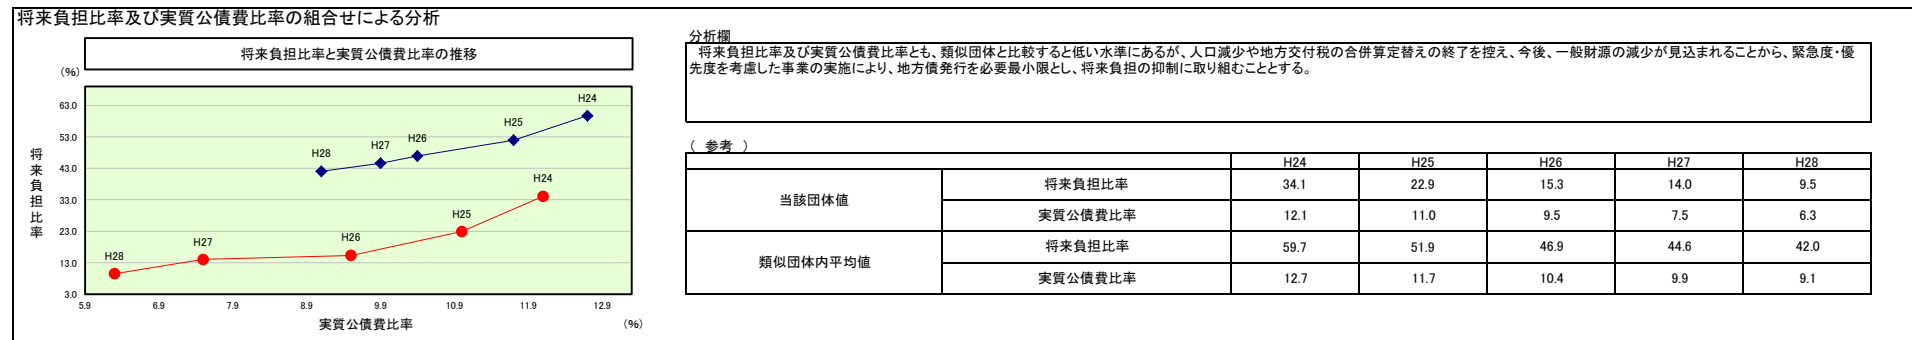 将来負担比率及び実質公債費比率の組合せによる分析
将来負担比率と実質公債費比率の推移
(%)
63.0
53.0
43.0
33.0
23.0
13.0
3.0
将来負担比率
H24
H25
H26
H27
H28
H24
H25
H26
H27
H28
5.9 6.9 7.9 8.9 9.9 10.9 11.9 12.9
実質公債費比率
(%)
分析欄
将来負担比率及び実質公債費比率とも、類似団体と比較すると低い水準にあるが、人口減少や地方交付税の合併算定替えの終了を控え、今後、一般財源の減少が見込まれることから、緊急度・優
先度を考慮した事業の実施により、地方債発行を必要最小限とし、将来負担の抑制に取り組むこととする。
( 参考 )
H24 H25 H26 H27 H28
当該団体値
将来負担比率 34.1 22.9 15.3 14.0 9.5
実質公債費比率 12.1 11.0 9.5 7.5 6.3
類似団体内平均値
将来負担比率 59.7 51.9 46.9 44.6 42.0
実質公債費比率 12.7 11.7 10.4 9.9 9.1